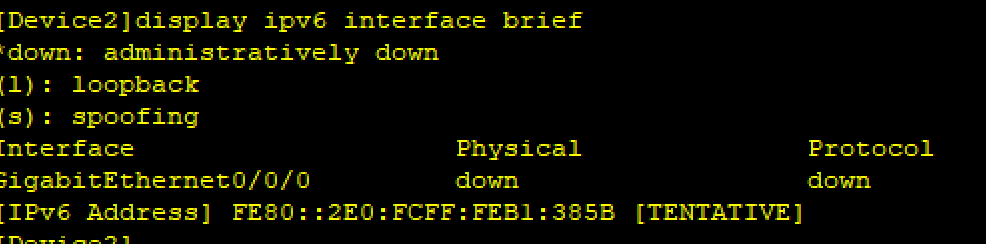 [Device2]display ipv6 interface brief
*down: administratively down
(l): loopback
(s): spoofing
Interface Physical Protocol
GigabitEthernet0/0/0 down down
[IPv6 Address] FE80::2E0:FCFF:FEB1:385B [TENTATIVE]
[Device2]